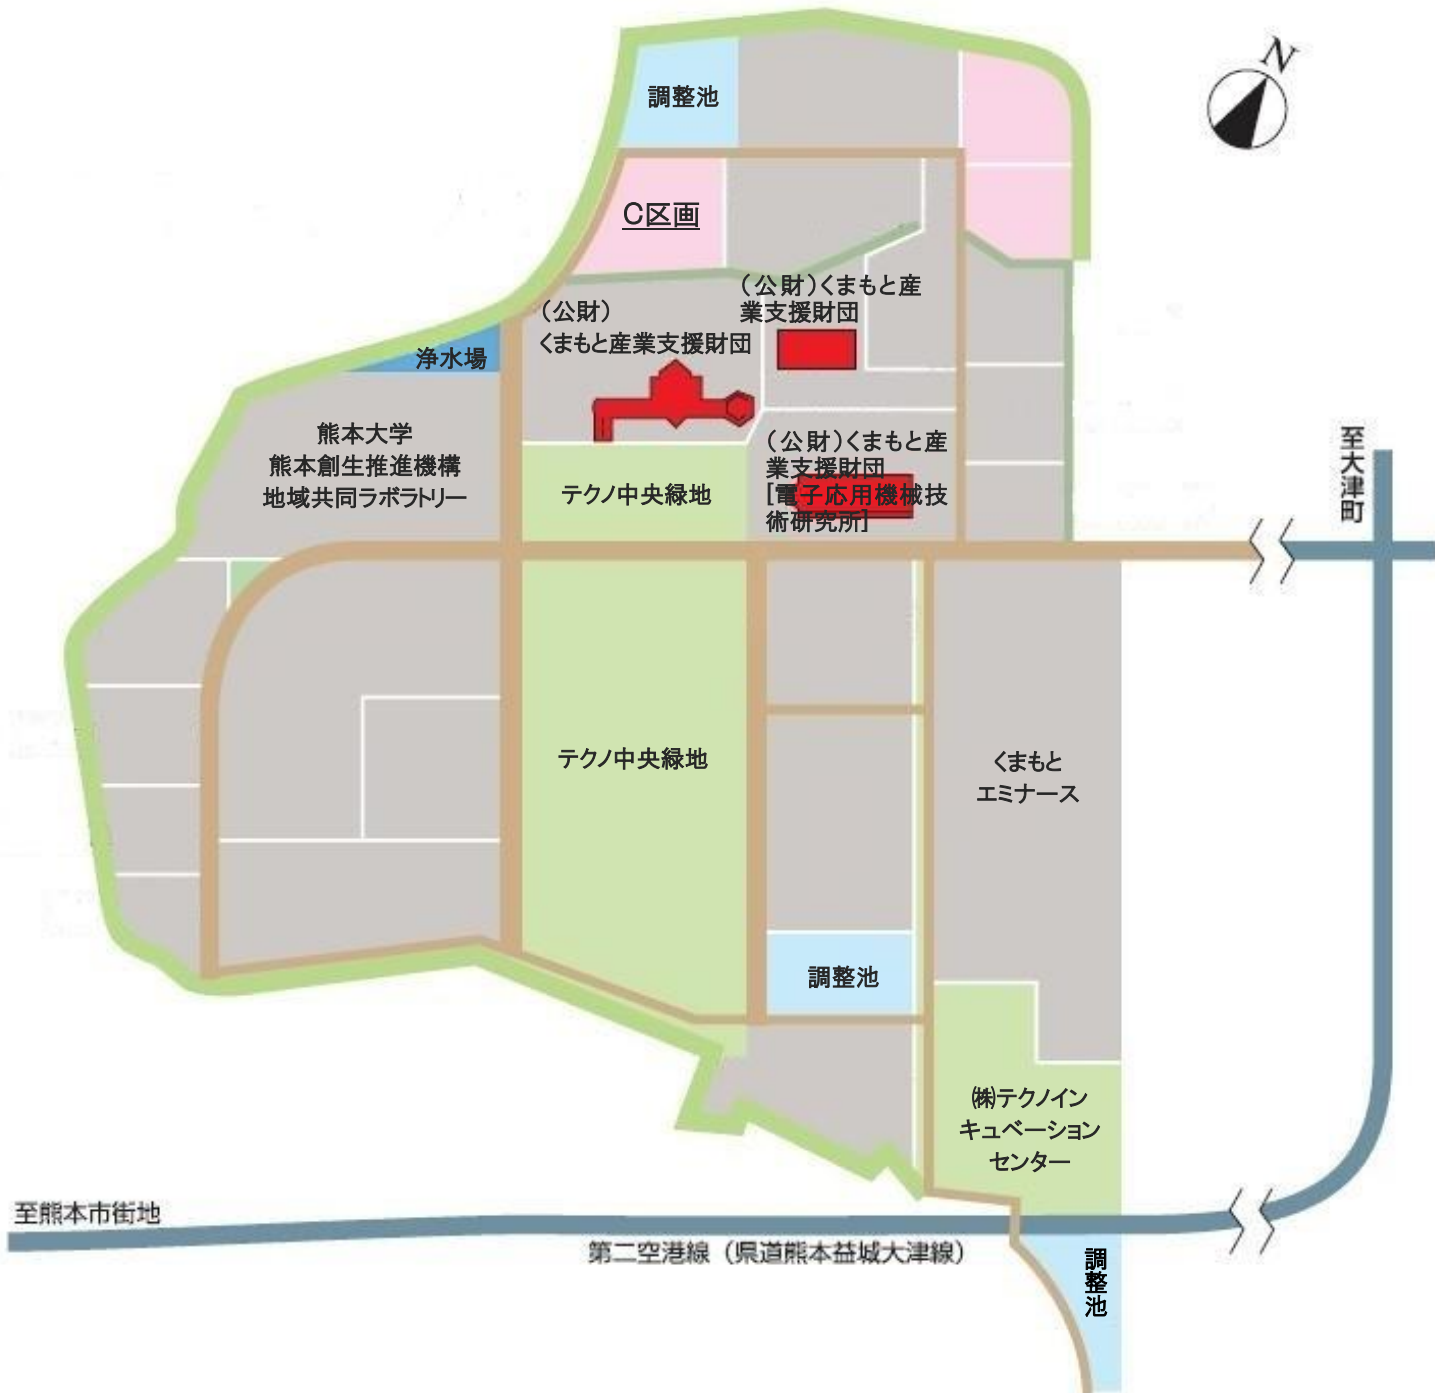 N
調整池
C区画
(公財)くまもと産
業支援財団
(公財)
くまもと産業支援財団
浄水場
熊本大学
熊本創生推進機構
地域共同ラボラトリー
テクノ中央緑地
(公財)くまもと産
業支援財団
[電子応用機械技
術研究所]
至大津町
テクノ中央緑地
くまもと
エミナース
調整池
㈱テクノイン
キュベーション
センター
至熊本市街地
第二空港線(県道熊本益城大津線)
調整池